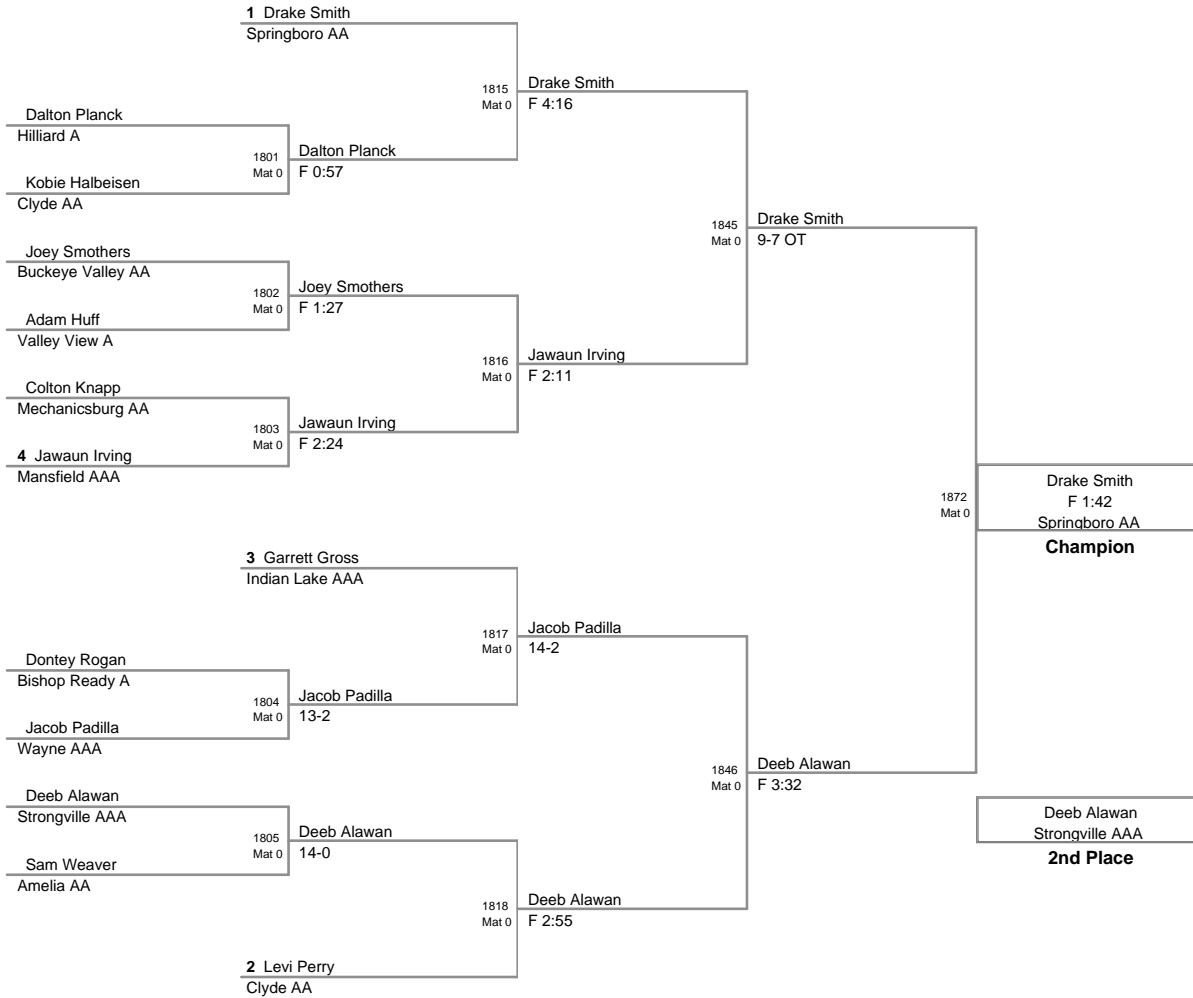 1 Drake Smith
Springboro AA
1815
Mat 0
Drake Smith
F 4:16
Dalton Planck
Hilliard A
1801
Mat 0
Dalton Planck
F 0:57
Kobie Halbeisen
Clyde AA
1845
Mat 0
Drake Smith
9-7 OT
Joey Smothers
Buckeye Valley AA
1802
Mat 0
Joey Smothers
F 1:27
Adam Huff
Valley View A
1816
Mat 0
Jawaun Irving
F 2:11
Colton Knapp
Mechanicsburg AA
1803
Mat 0
Jawaun Irving
F 2:24
4 Jawaun Irving
Mansfield AAA
1872
Mat 0
Drake Smith
F 1:42
Springboro AA
Champion
3 Garrett Gross
Indian Lake AAA
1817
Mat 0
Jacob Padilla
14-2
Dontey Rogan
Bishop Ready A
1804
Mat 0
Jacob Padilla
13-2
Jacob Padilla
Wayne AAA
1846
Mat 0
Deeb Alawan
F 3:32
Deeb Alawan
Strongville AAA
1805
Mat 0
Deeb Alawan
14-0
Sam Weaver
Amelia AA
Deeb Alawan
Strongville AAA
2nd Place
1818
Mat 0
Deeb Alawan
F 2:55
2 Levi Perry
Clyde AA